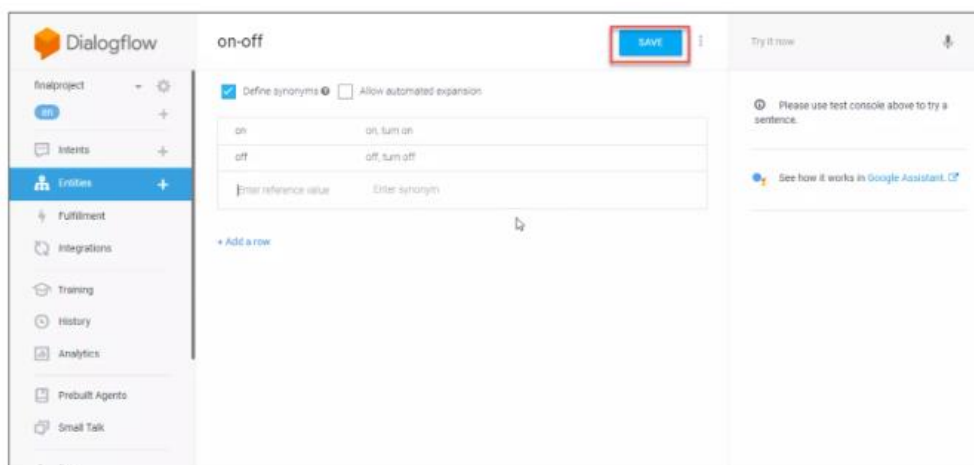 Dialogflow
finalproject
en
Intents
Entities
Fulfillment
Integrations
Training
History
Analytics
Prebuilt Agents
Small Talk
on-off
SAVE
Define synonyms Allow automated expansion
on on, turn on
off off, turn off
Enter reference value Enter synonym
+ Add a row
Try it now
Please use test console above to try a
sentence.
See how it works in Google Assistant.